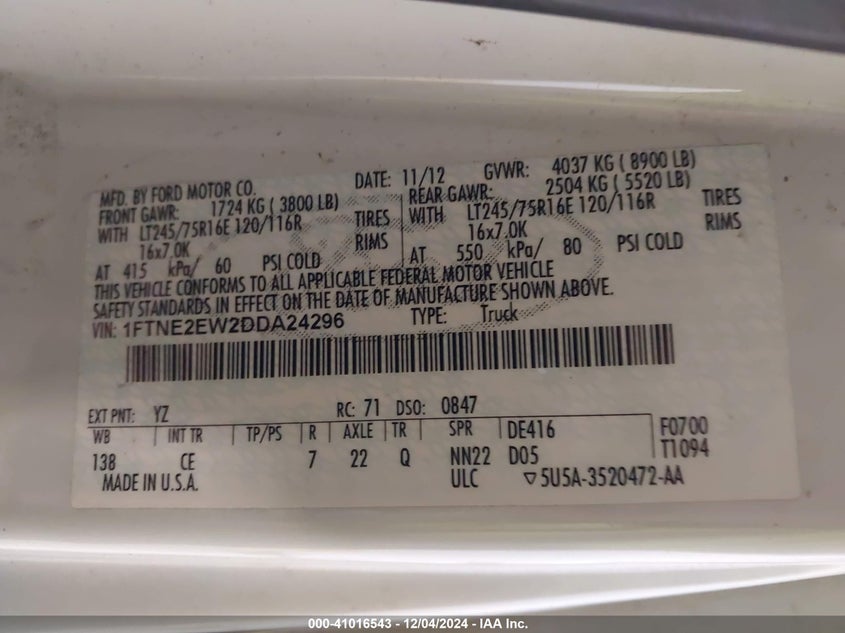 MFD. BY FORD MOTOR CO.
DATE: 11/12
GVWR: 4037 KG ( 8900 LB)
FRONT GAWR: 1724 KG ( 3800 LB)
REAR GAWR: 2504 KG ( 5520 LB)
WITH LT245/75R16E 120/116R TIRES
WITH LT245/75R16E 120/116R TIRES
16x7.0K RIMS
16x7.0K RIMS
AT 415 kPa/ 60 PSI COLD
AT 550 kPa/ 80 PSI COLD
THIS VEHICLE CONFORMS TO ALL APPLICABLE FEDERAL MOTOR VEHICLE
SAFETY STANDARDS IN EFFECT ON THE DATE OF MANUFACTURE SHOWN ABOVE.
VIN: 1FTNE2EW2DDA24296
TYPE: Truck
EXT PNT: YZ RC: 71 DSO: 0847
WB INT TR TP/PS R AXLE TR SPR DE416 F0700
138 CE 7 22 Q NN22 D05 T1094
MADE IN U.S.A. ULC ▽5U5A-3520472-AA
000-41016543 - 12/04/2024 - IAA Inc.